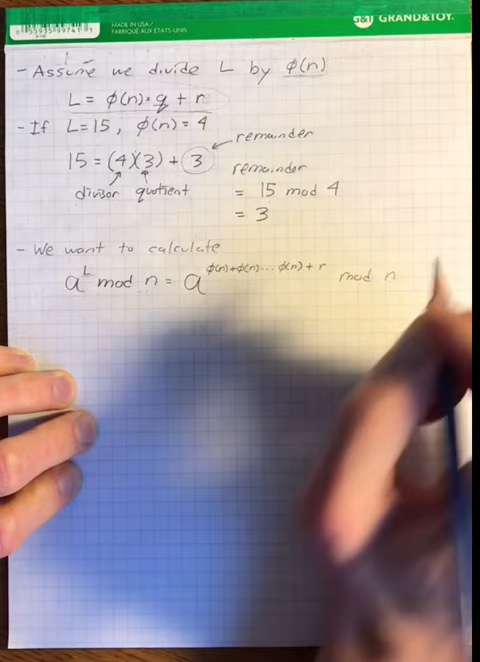 MADE IN USA /
FABRIQUÉ AUX ÉTATS-UNIS
G&T GRAND&TOY.
- Assume we divide L by φ(n)
L = φ(n)·q + r
- If L=15, φ(n) = 4
15 = (4)(3) + 3
remainder
divisor quotient
remainder
= 15 mod 4
= 3
- We want to calculate
a^L mod n = a^φ(n)+φ(n)...φ(n)+r mod n